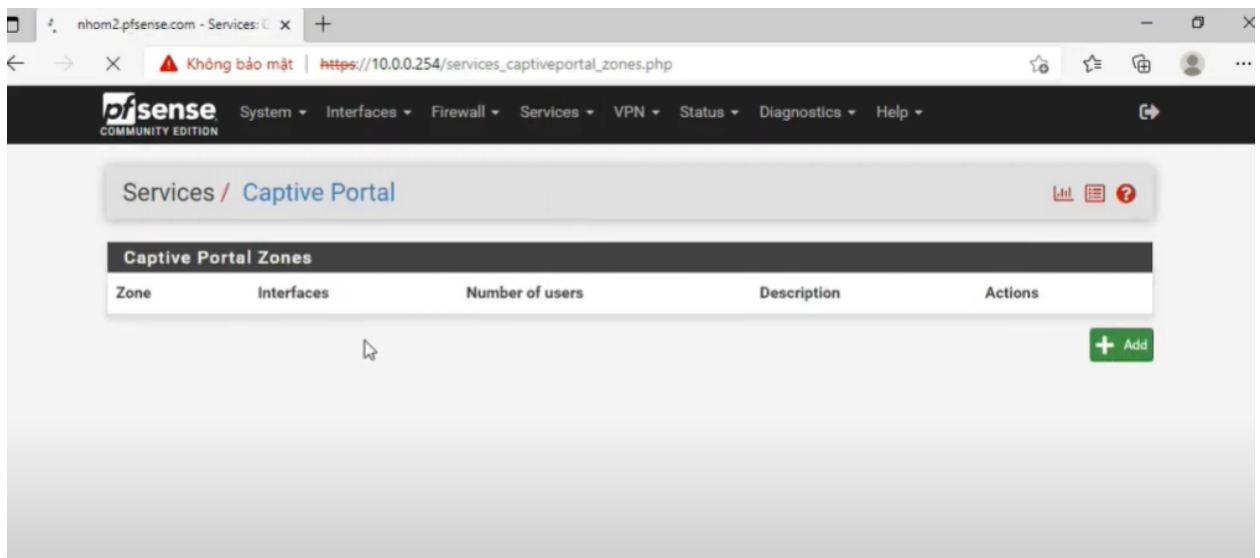 nhom2.pfsense.com - Services: C
Không bảo mật | https://10.0.0.254/services_captiveportal_zones.php
pfsense System Interfaces Firewall Services VPN Status Diagnostics Help
COMMUNITY EDITION
Services / Captive Portal
Captive Portal Zones
Zone Interfaces Number of users Description Actions
Add